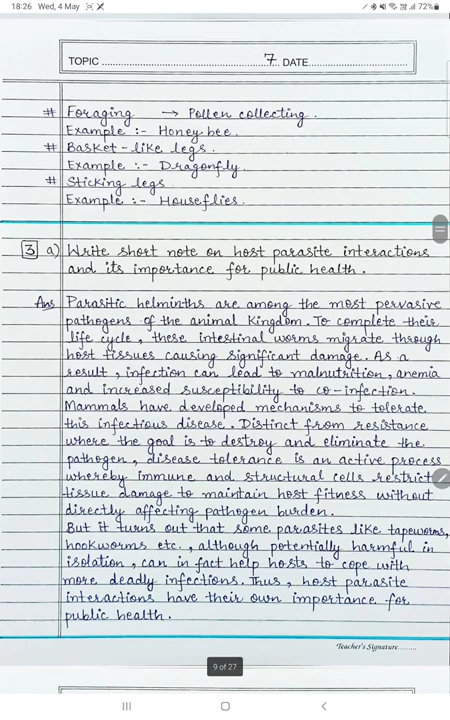 18:26 Wed, 4 May
72%
TOPIC 7 DATE
# Foraging → Pollen collecting.
Example :- Honeybee.
# Basket-like legs.
Example :- Dragonfly.
# Sticking legs
Example :- Houseflies.
3 a) Write short note on host parasite interactions
and its importance for public health.
Ans Parasitic helminths are among the most pervasive
pathogens of the animal Kingdom. To complete their
life cycle, these intestinal worms migrate through
host tissues causing significant damage. As a
result, infection can lead to malnutrition, anemia
and increased susceptibility to co-infection.
Mammals have developed mechanisms to tolerate
this infectious disease. Distinct from resistance
where the goal is to destroy and eliminate the
pathogen, disease tolerance is an active process
whereby immune and structural cells restrict
tissue damage to maintain host fitness without
directly affecting pathogen burden.
But it turns out that some parasites like tapeworms,
hookworms etc., although potentially harmful in
isolation, can in fact help hosts to cope with
more deadly infections. Thus, host parasite
interactions have their own importance for
public health.
Teacher's Signature.........
9 of 27